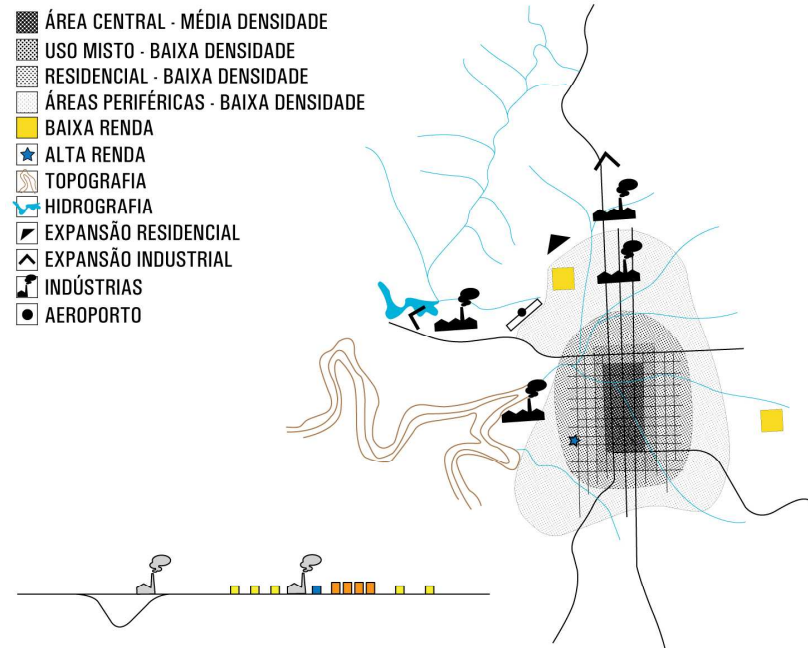 ÁREA CENTRAL - MÉDIA DENSIDADE
USO MISTO - BAIXA DENSIDADE
RESIDENCIAL - BAIXA DENSIDADE
ÁREAS PERIFÉRICAS - BAIXA DENSIDADE
BAIXA RENDA
ALTA RENDA
TOPOGRAFIA
HIDROGRAFIA
EXPANSÃO RESIDENCIAL
EXPANSÃO INDUSTRIAL
INDÚSTRIAS
AEROPORTO